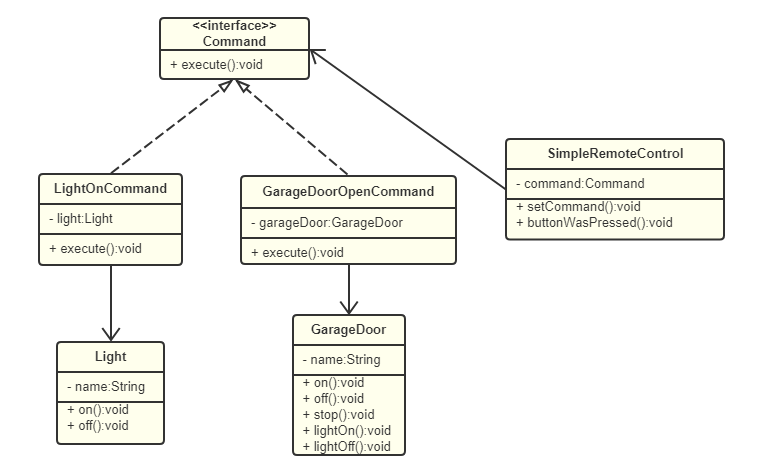 <<interface>>
Command
+ execute():void
SimpleRemoteControl
- command:Command
+ setCommand():void
+ buttonWasPressed():void
LightOnCommand
- light:Light
+ execute():void
GarageDoorOpenCommand
- garageDoor:GarageDoor
+ execute():void
Light
- name:String
+ on():void
+ off():void
GarageDoor
- name:String
+ on():void
+ off():void
+ stop():void
+ lightOn():void
+ lightOff():void